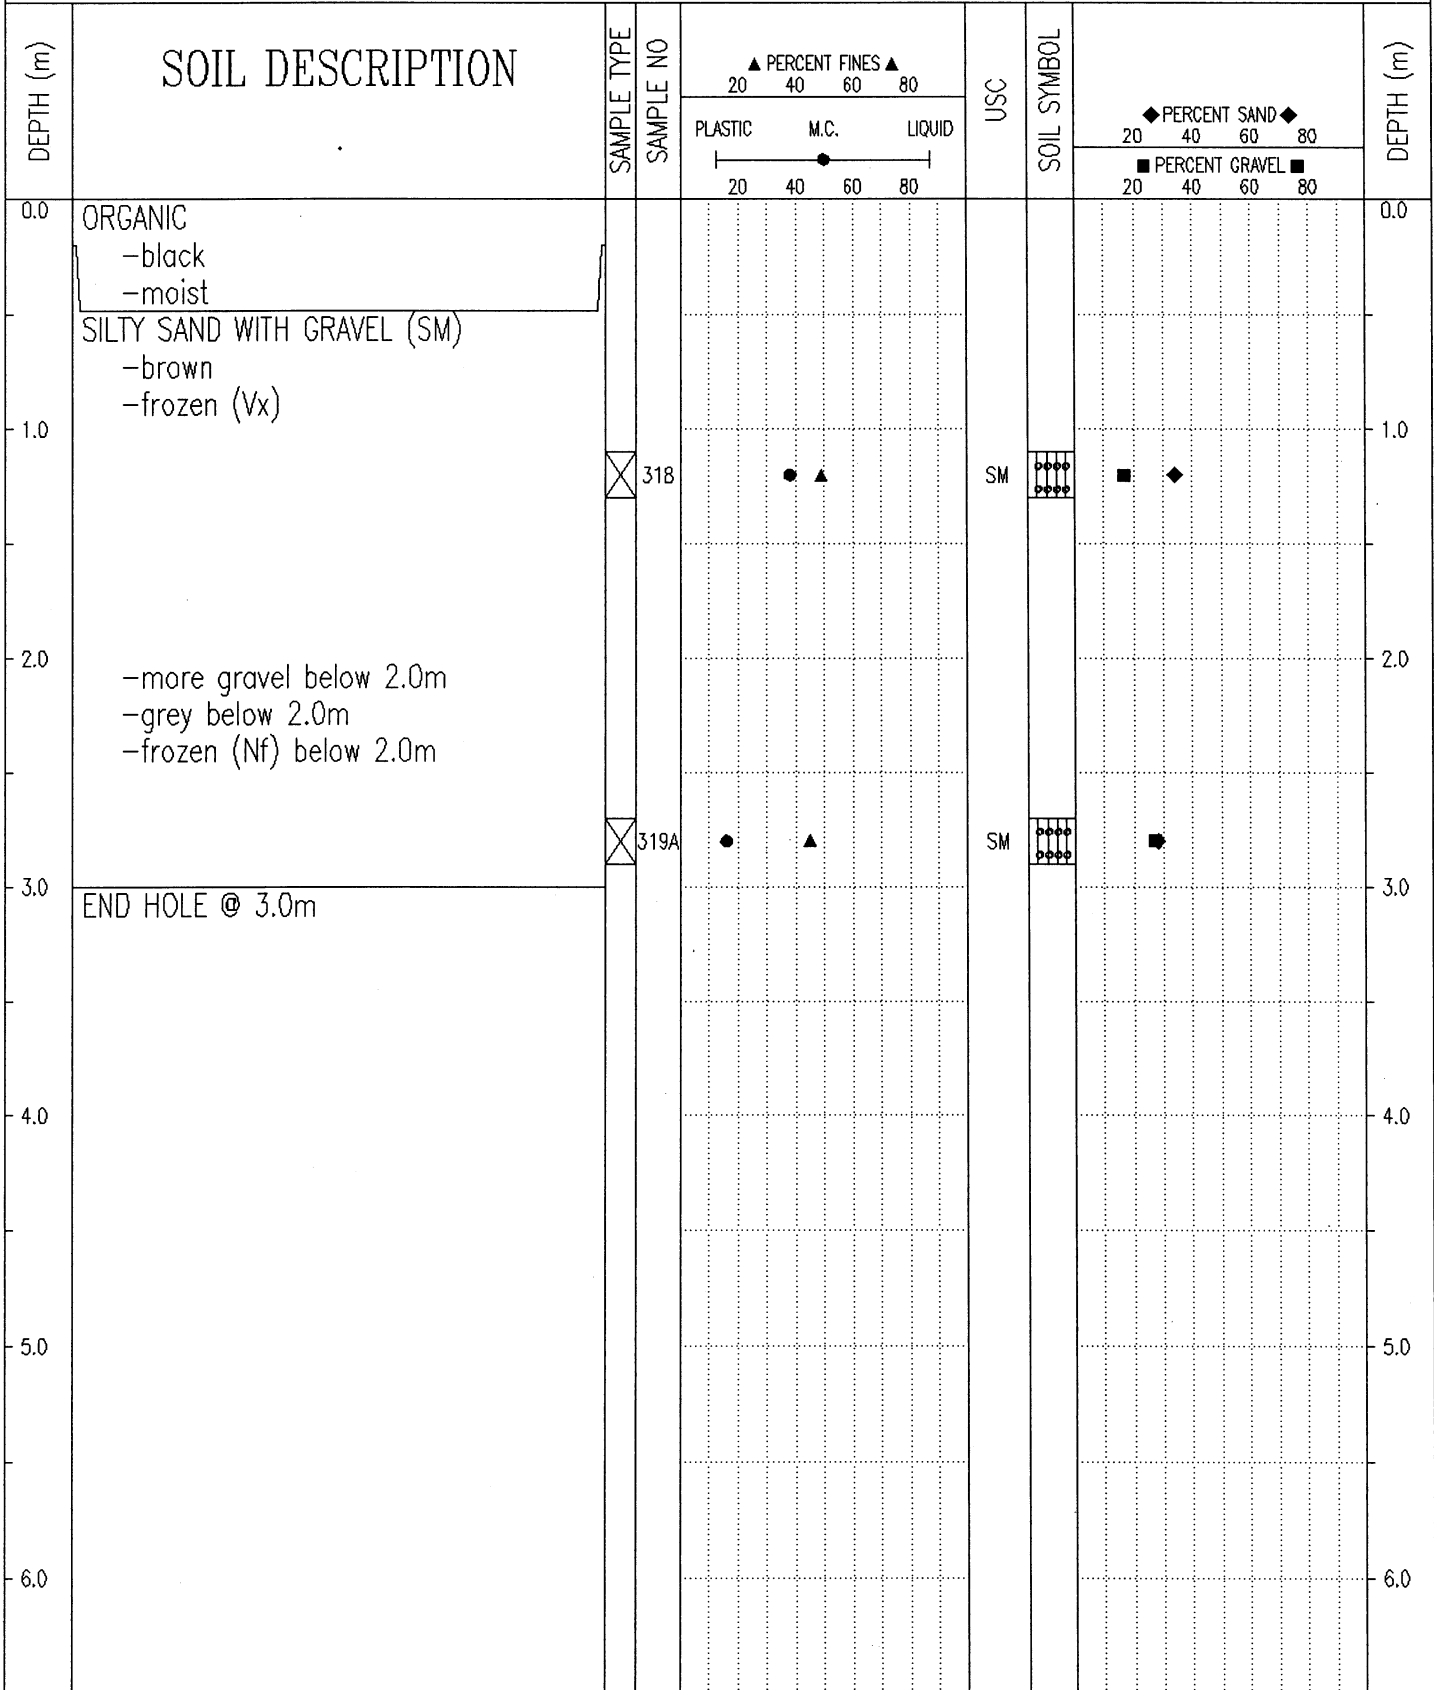 DEPTH (m)
SOIL DESCRIPTION
SAMPLE TYPE
SAMPLE NO
▲ PERCENT FINES ▲
20 40 60 80
PLASTIC M.C. LIQUID
20 40 60 80
USC
SOIL SYMBOL
◆ PERCENT SAND ◆
20 40 60 80
■ PERCENT GRAVEL ■
20 40 60 80
DEPTH (m)
0.0 ORGANIC 0.0
-black
-moist
SILTY SAND WITH GRAVEL (SM)
-brown
-frozen (Vx)
1.0 1.0
318 SM
2.0 2.0
-more gravel below 2.0m
-grey below 2.0m
-frozen (Nf) below 2.0m
319A SM
3.0 3.0
END HOLE @ 3.0m
4.0 4.0
5.0 5.0
6.0 6.0